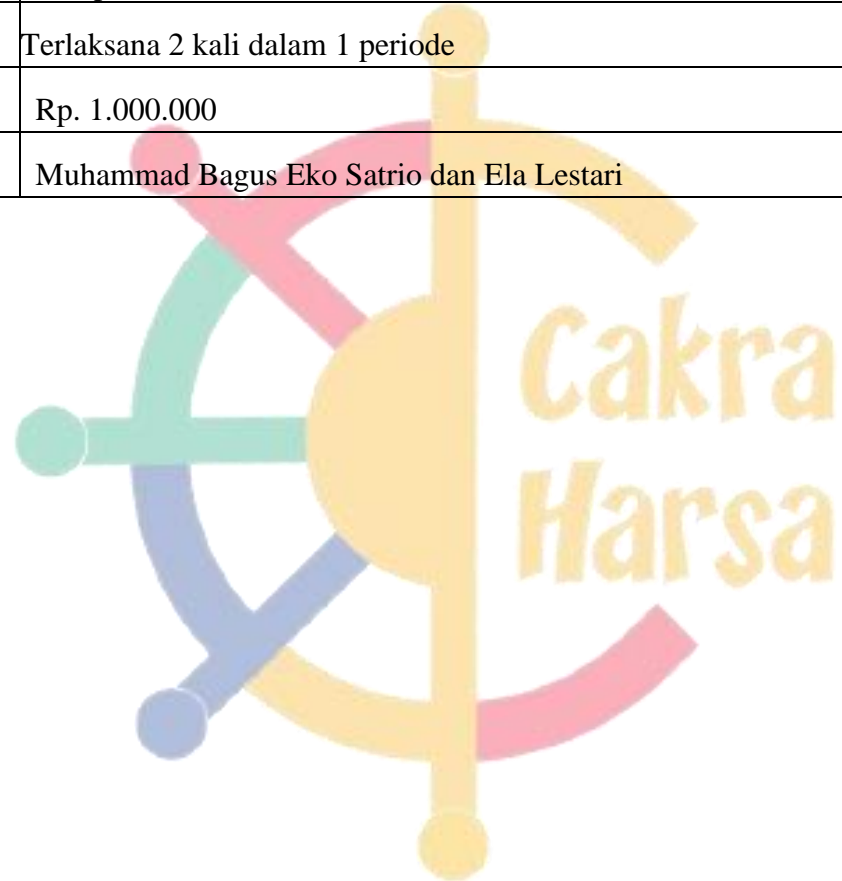 Terlaksana 2 kali dalam 1 periode
Rp. 1.000.000
Muhammad Bagus Eko Satrio dan Ela Lestari
Cakra
Harsa